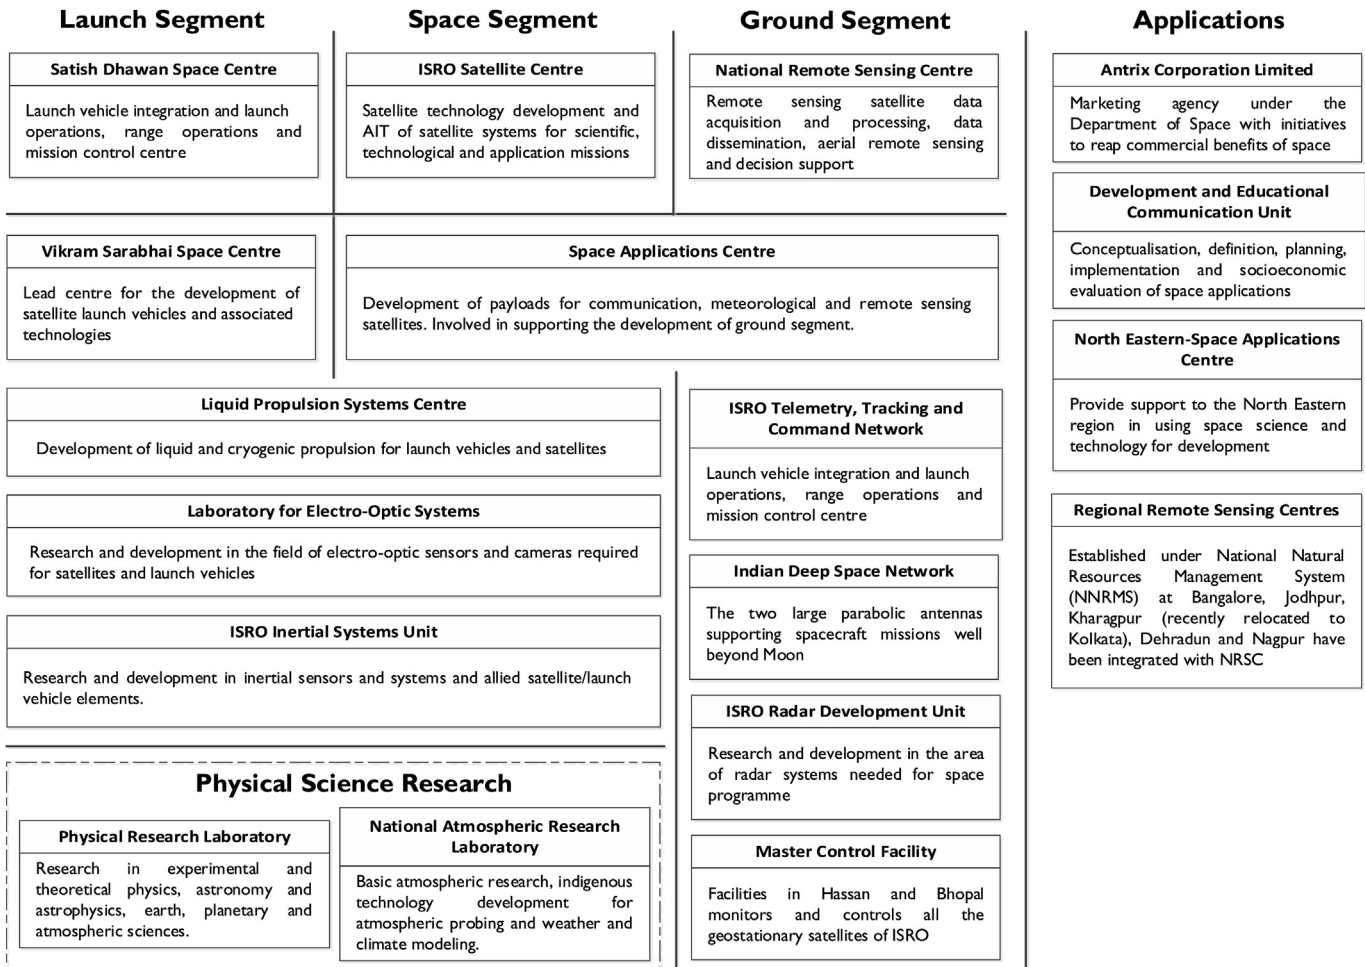 Launch Segment
Satish Dhawan Space Centre
Launch vehicle integration and launch
operations, range operations and
mission control centre
Vikram Sarabhai Space Centre
Lead centre for the development of
satellite launch vehicles and associated
technologies
Space Segment
ISRO Satellite Centre
Satellite technology development and
AIT of satellite systems for scientific,
technological and application missions
Ground Segment
National Remote Sensing Centre
Remote sensing satellite data
acquisition and processing, data
dissemination, aerial remote sensing
and decision support
Space Applications Centre
Development of payloads for communication, meteorological and remote sensing
satellites. Involved in supporting the development of ground segment.
Liquid Propulsion Systems Centre
Development of liquid and cryogenic propulsion for launch vehicles and satellites
Laboratory for Electro-Optic Systems
Research and development in the field of electro-optic sensors and cameras required
for satellites and launch vehicles
ISRO Inertial Systems Unit
Research and development in inertial sensors and systems and allied satellite/launch
vehicle elements.
Physical Science Research
Physical Research Laboratory
Research in experimental and
theoretical physics, astronomy and
astrophysics, earth, planetary and
atmospheric sciences.
National Atmospheric Research
Laboratory
Basic atmospheric research, indigenous
technology development for
atmospheric probing and weather and
climate modeling.
ISRO Telemetry, Tracking and
Command Network
Launch vehicle integration and launch
operations, range operations and
mission control centre
Indian Deep Space Network
The two large parabolic antennas
supporting spacecraft missions well
beyond Moon
ISRO Radar Development Unit
Research and development in the area
of radar systems needed for space
programme
Master Control Facility
Facilities in Hassan and Bhopal
monitors and controls all the
geostationary satellites of ISRO
Applications
Antrix Corporation Limited
Marketing agency under the
Department of Space with initiatives
to reap commercial benefits of space
Development and Educational
Communication Unit
Conceptualisation, definition, planning,
implementation and socioeconomic
evaluation of space applications
North Eastern-Space Applications
Centre
Provide support to the North Eastern
region in using space science and
technology for development
Regional Remote Sensing Centres
Established under National Natural
Resources Management System
(NNRMS) at Bangalore, Jodhpur,
Kharagpur (recently relocated to
Kolkata), Dehradun and Nagpur have
been integrated with NRSC